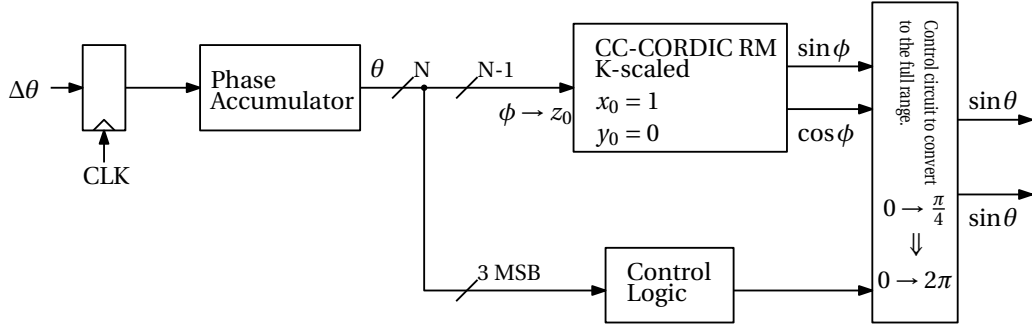 Δθ
CLK
Phase
Accumulator
θ
N
N-1
ϕ → z₀
CC-CORDIC RM
K-scaled
x₀ = 1
y₀ = 0
sin ϕ
cos ϕ
3 MSB
Control
Logic
Control circuit to convert
to the full range.
0 → π/4
⇓
0 → 2π
sin θ
sin θ